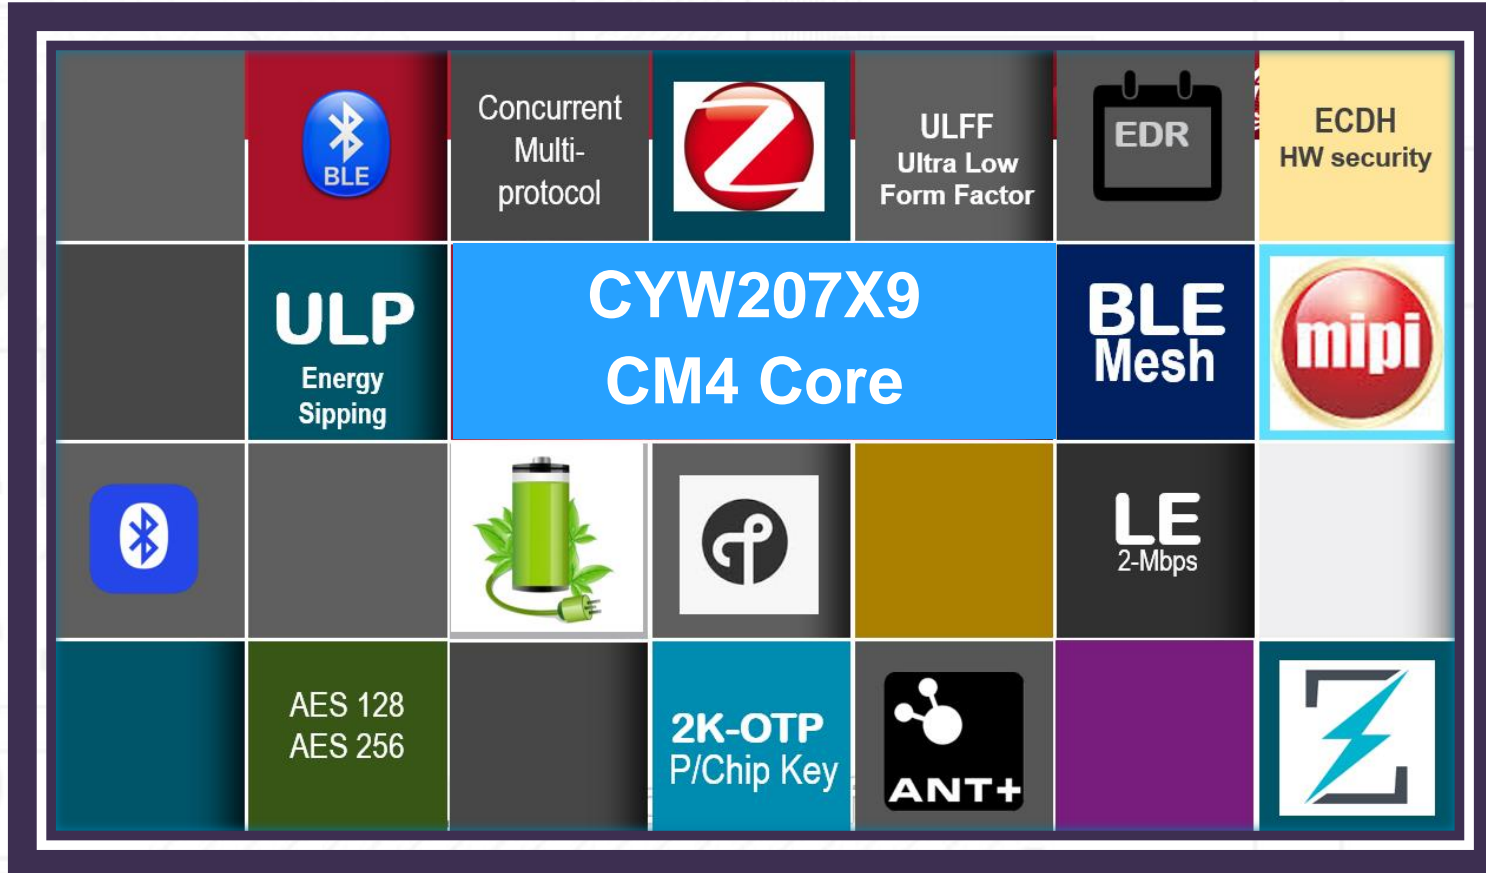 BLE
Concurrent
Multi-
protocol
Z
ULFF
Ultra Low
Form Factor
EDR
ECDH
HW security
ULP
Energy
Sipping
CYW207X9
CM4 Core
BLE
Mesh
mipi
LE
2-Mbps
AES 128
AES 256
2K-OTP
P/Chip Key
ANT+